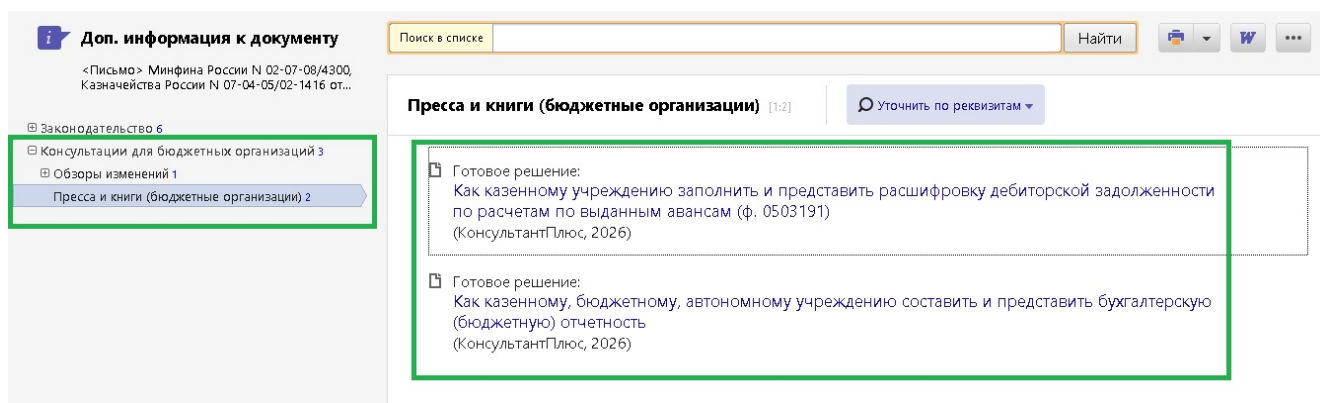 Доп. информация к документу
<Письмо> Минфина России N 02-07-08/4300,
Казначейства России N 07-04-05/02-1416 от...
Законодательство 6
Консультации для бюджетных организаций 3
Обзоры изменений 1
Пресса и книги (бюджетные организации) 2
Поиск в списке
Найти
W
Пресса и книги (бюджетные организации) [1:2]
Уточнить по реквизитам
Готовое решение:
Как казенному учреждению заполнить и представить расшифровку дебиторской задолженности
по расчетам по выданным авансам (ф. 0503191)
(КонсультантПлюс, 2026)
Готовое решение:
Как казенному, бюджетному, автономному учреждению составить и представить бухгалтерскую
(бюджетную) отчетность
(КонсультантПлюс, 2026)